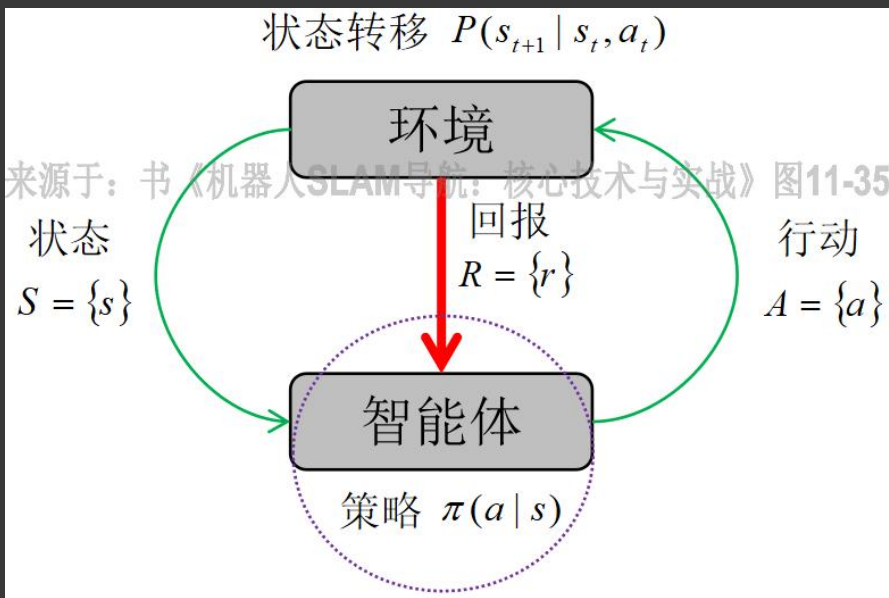 状态转移 P(s_{t+1} | s_t, a_t)
环境
来源于：书《机器人SLAM导航：核心技术与实战》图11-35
状态
S = {s}
回报
R = {r}
行动
A = {a}
智能体
策略 π(a | s)